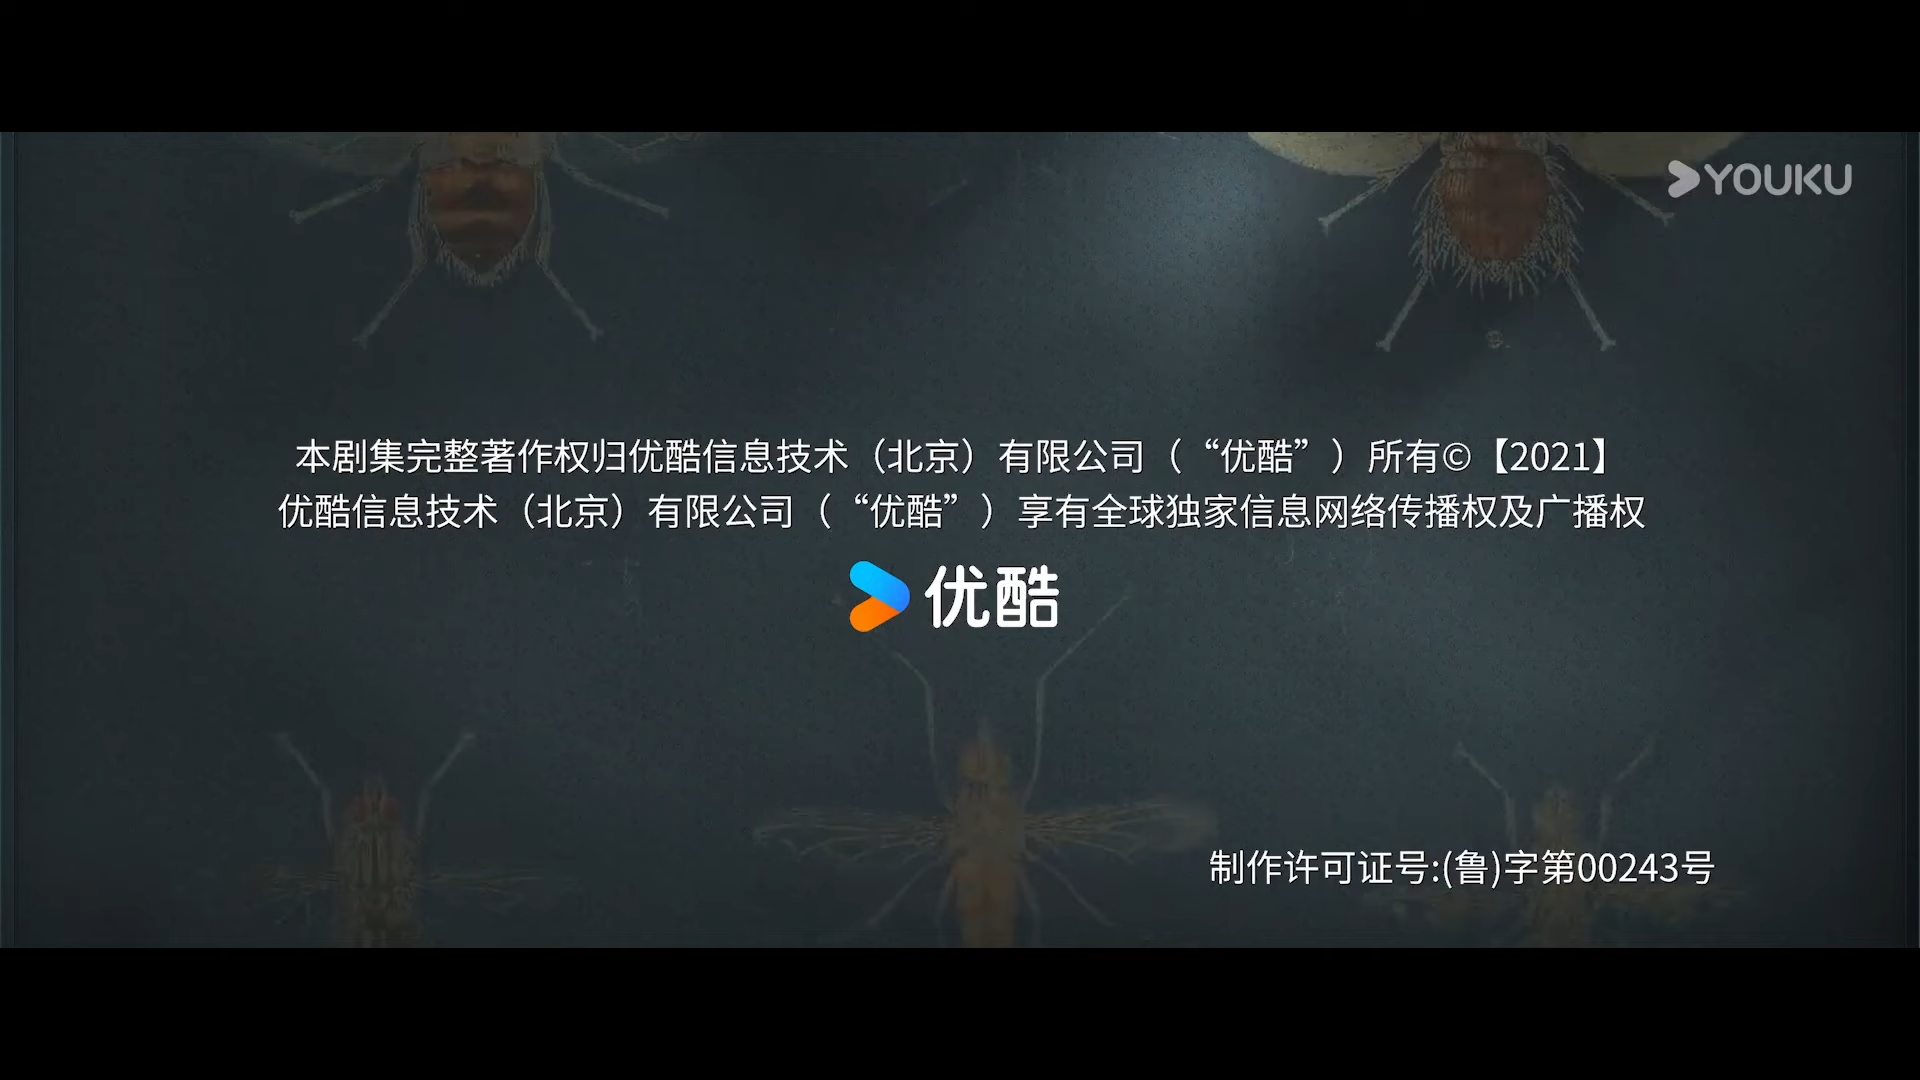 YOUKU
本剧集完整著作权归优酷信息技术（北京）有限公司（“优酷”）所有©【2021】
优酷信息技术（北京）有限公司（“优酷”）享有全球独家信息网络传播权及广播权
优酷
制作许可证号:(鲁)字第00243号